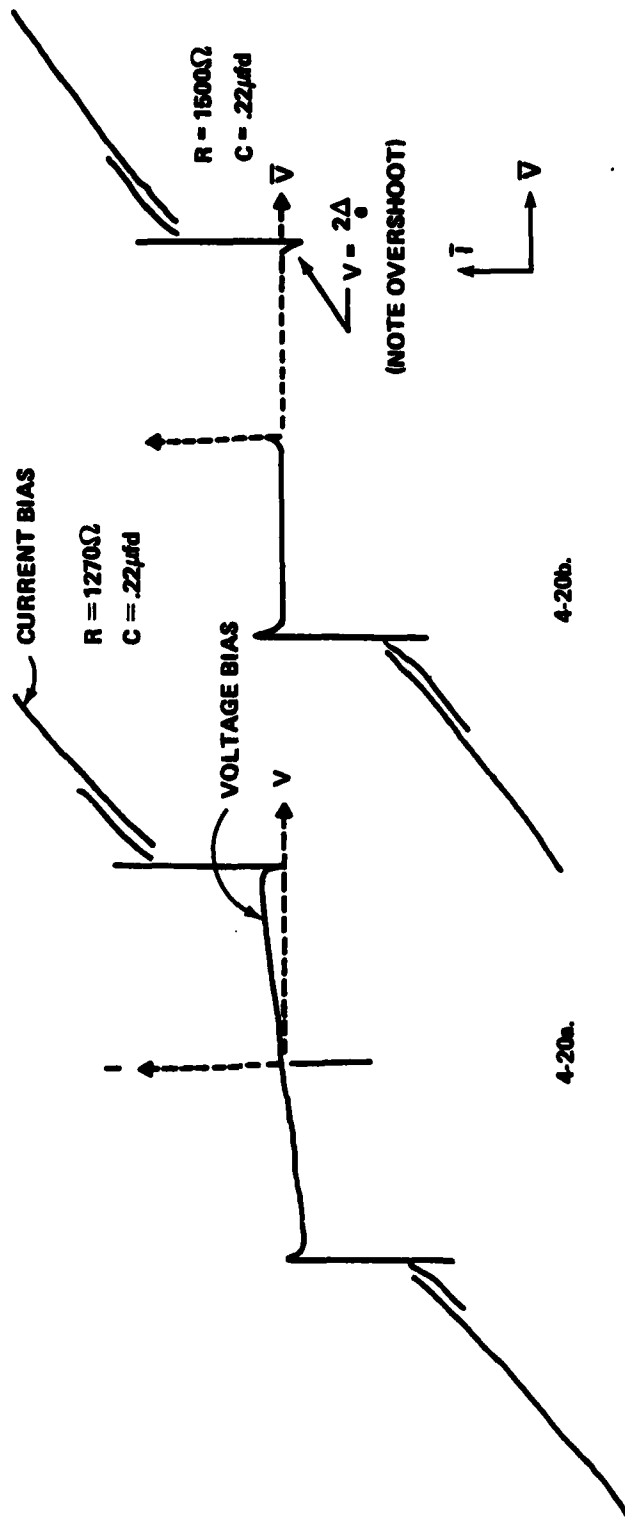 CURRENT BIAS
R = 1270Ω
C = .22μfd
VOLTAGE BIAS
I
V
4-20a.
R = 1500Ω
C = .22μfd
V̅
V = 2Δ/e
(NOTE OVERSHOOT)
I̅
V̅
4-20b.